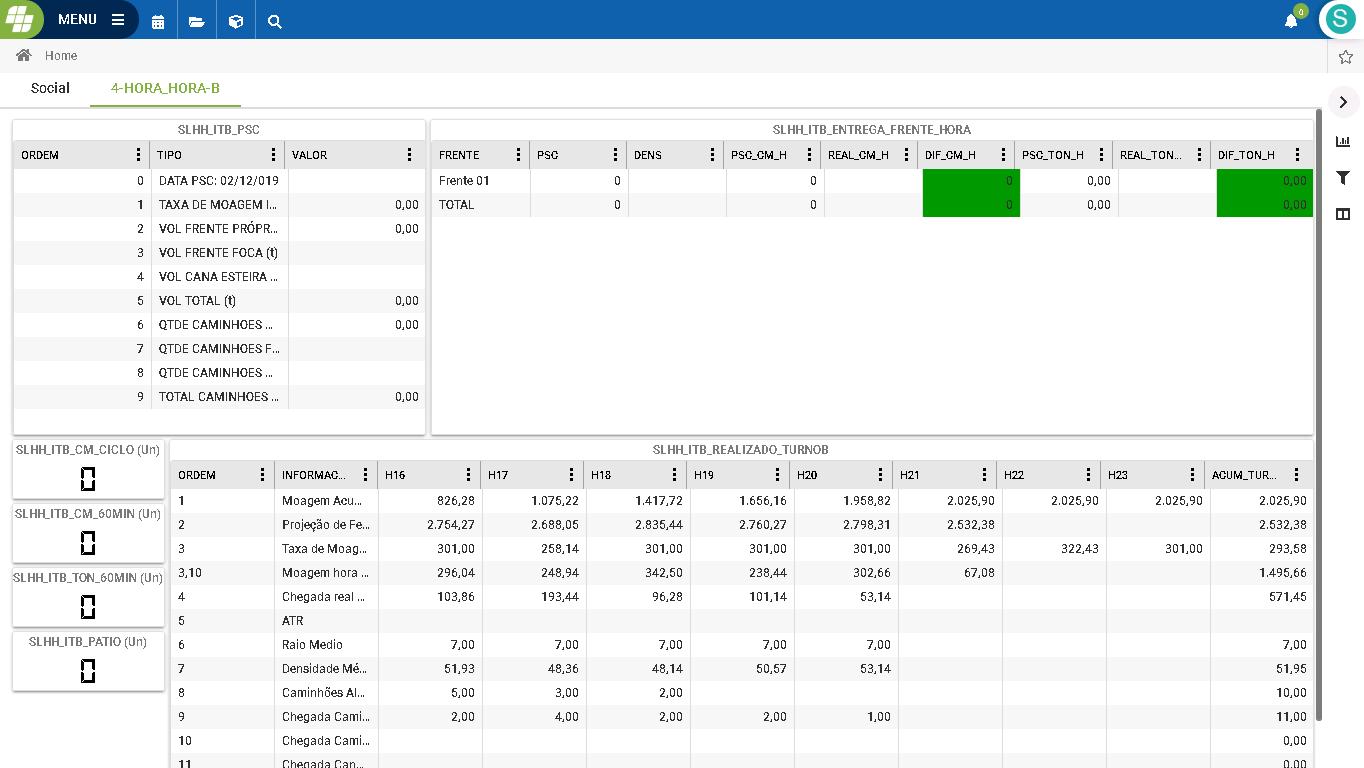 MENU
0
S
Home
Social 4-HORA_HORA-B
SLHH_ITB_PSC
ORDEM TIPO VALOR
0 DATA PSC: 02/12/019
1 TAXA DE MOAGEM I... 0,00
2 VOL FRENTE PRÓPR... 0,00
3 VOL FRENTE FOCA (t)
4 VOL CANA ESTEIRA ...
5 VOL TOTAL (t) 0,00
6 QTDE CAMINHOES ... 0,00
7 QTDE CAMINHOES F...
8 QTDE CAMINHOES ...
9 TOTAL CAMINHOES ... 0,00
SLHH_ITB_ENTREGA_FRENTE_HORA
FRENTE PSC DENS PSC_CM_H REAL_CM_H DIF_CM_H PSC_TON_H REAL_TON... DIF_TON_H
Frente 01 0 0 0 0,00 0,00
TOTAL 0 0 0 0,00 0,00
SLHH_ITB_CM_CICLO (Un)
0
SLHH_ITB_CM_60MIN (Un)
0
SLHH_ITB_TON_60MIN (Un)
0
SLHH_ITB_PATIO (Un)
0
SLHH_ITB_REALIZADO_TURNOB
ORDEM INFORMAC... H16 H17 H18 H19 H20 H21 H22 H23 ACUM_TUR...
1 Moagem Acu... 826,28 1.075,22 1.417,72 1.656,16 1.958,82 2.025,90 2.025,90 2.025,90 2.025,90
2 Projeção de Fe... 2.754,27 2.688,05 2.835,44 2.760,27 2.798,31 2.532,38 2.532,38
3 Taxa de Moag... 301,00 258,14 301,00 301,00 301,00 269,43 322,43 301,00 293,58
3,10 Moagem hora ... 296,04 248,94 342,50 238,44 302,66 67,08 1.495,66
4 Chegada real ... 103,86 193,44 96,28 101,14 53,14 571,45
5 ATR
6 Raio Medio 7,00 7,00 7,00 7,00 7,00 7,00
7 Densidade Mé... 51,93 48,36 48,14 50,57 53,14 51,95
8 Caminhões Al... 5,00 3,00 2,00 10,00
9 Chegada Cami... 2,00 4,00 2,00 2,00 1,00 11,00
10 Chegada Cami... 0,00
11 Chegada Can... 0,00